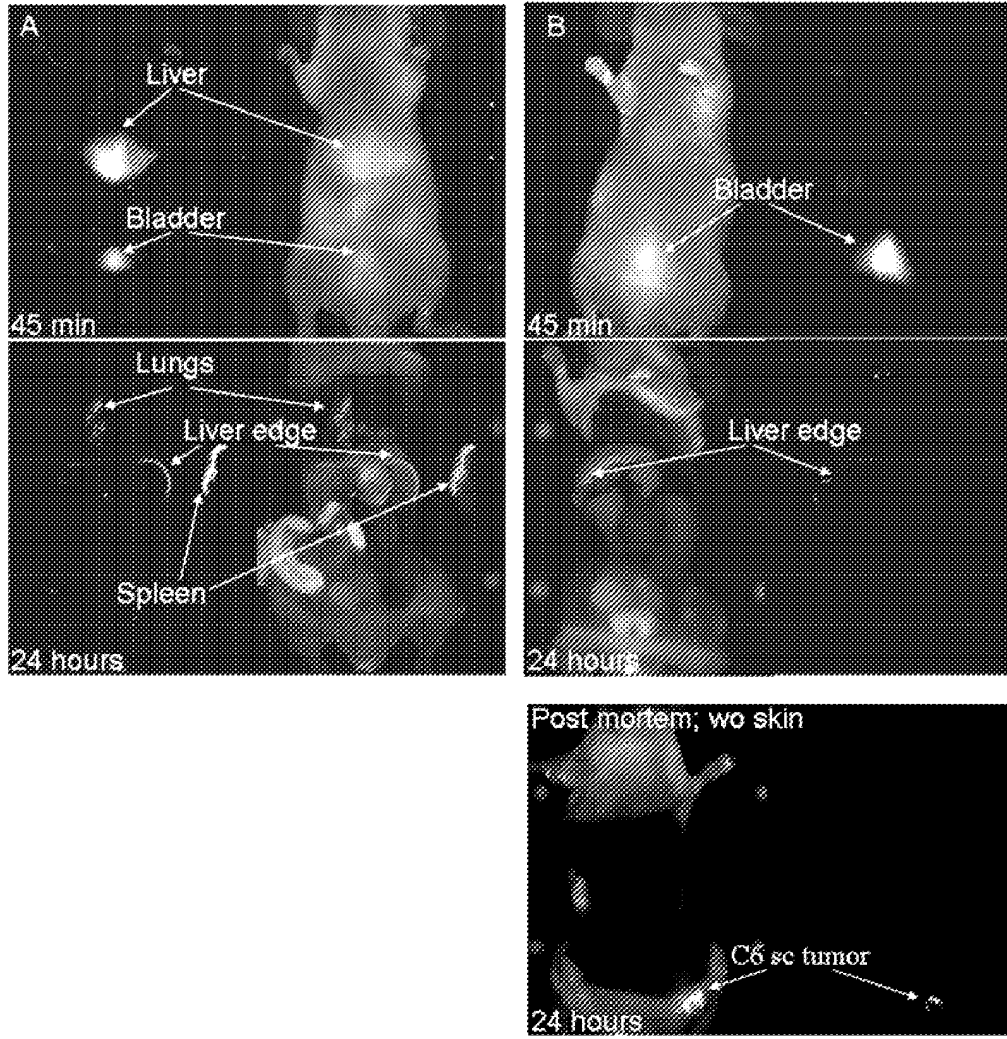 A
Liver
Bladder
45 min
Lungs
Liver edge
Spleen
24 hours
B
Bladder
45 min
Liver edge
24 hours
Post mortem; wo skin
C6 sc tumor
24 hours